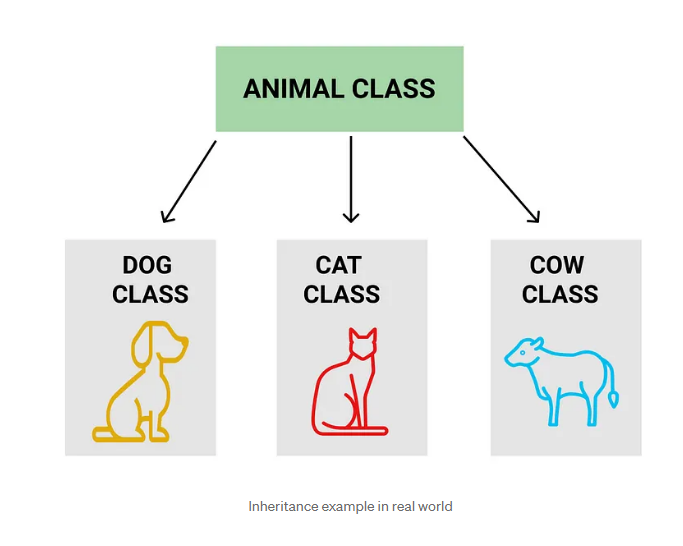 ANIMAL CLASS
DOG
CLASS
CAT
CLASS
COW
CLASS
Inheritance example in real world